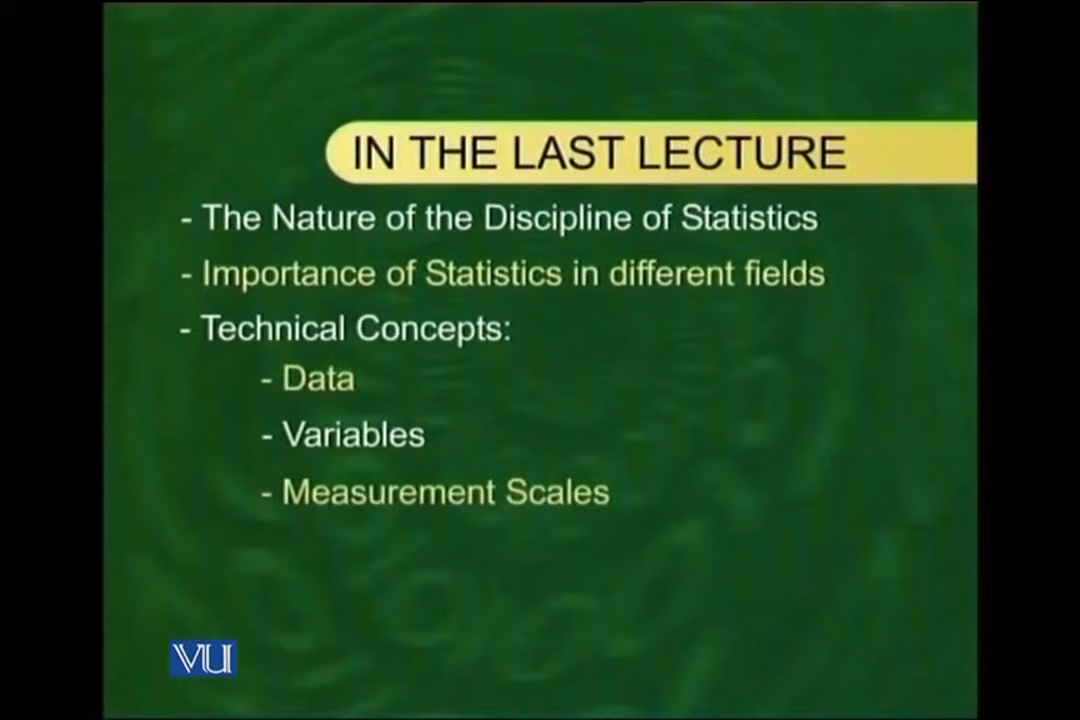 IN THE LAST LECTURE
- The Nature of the Discipline of Statistics
- Importance of Statistics in different fields
- Technical Concepts:
- Data
- Variables
- Measurement Scales
VU